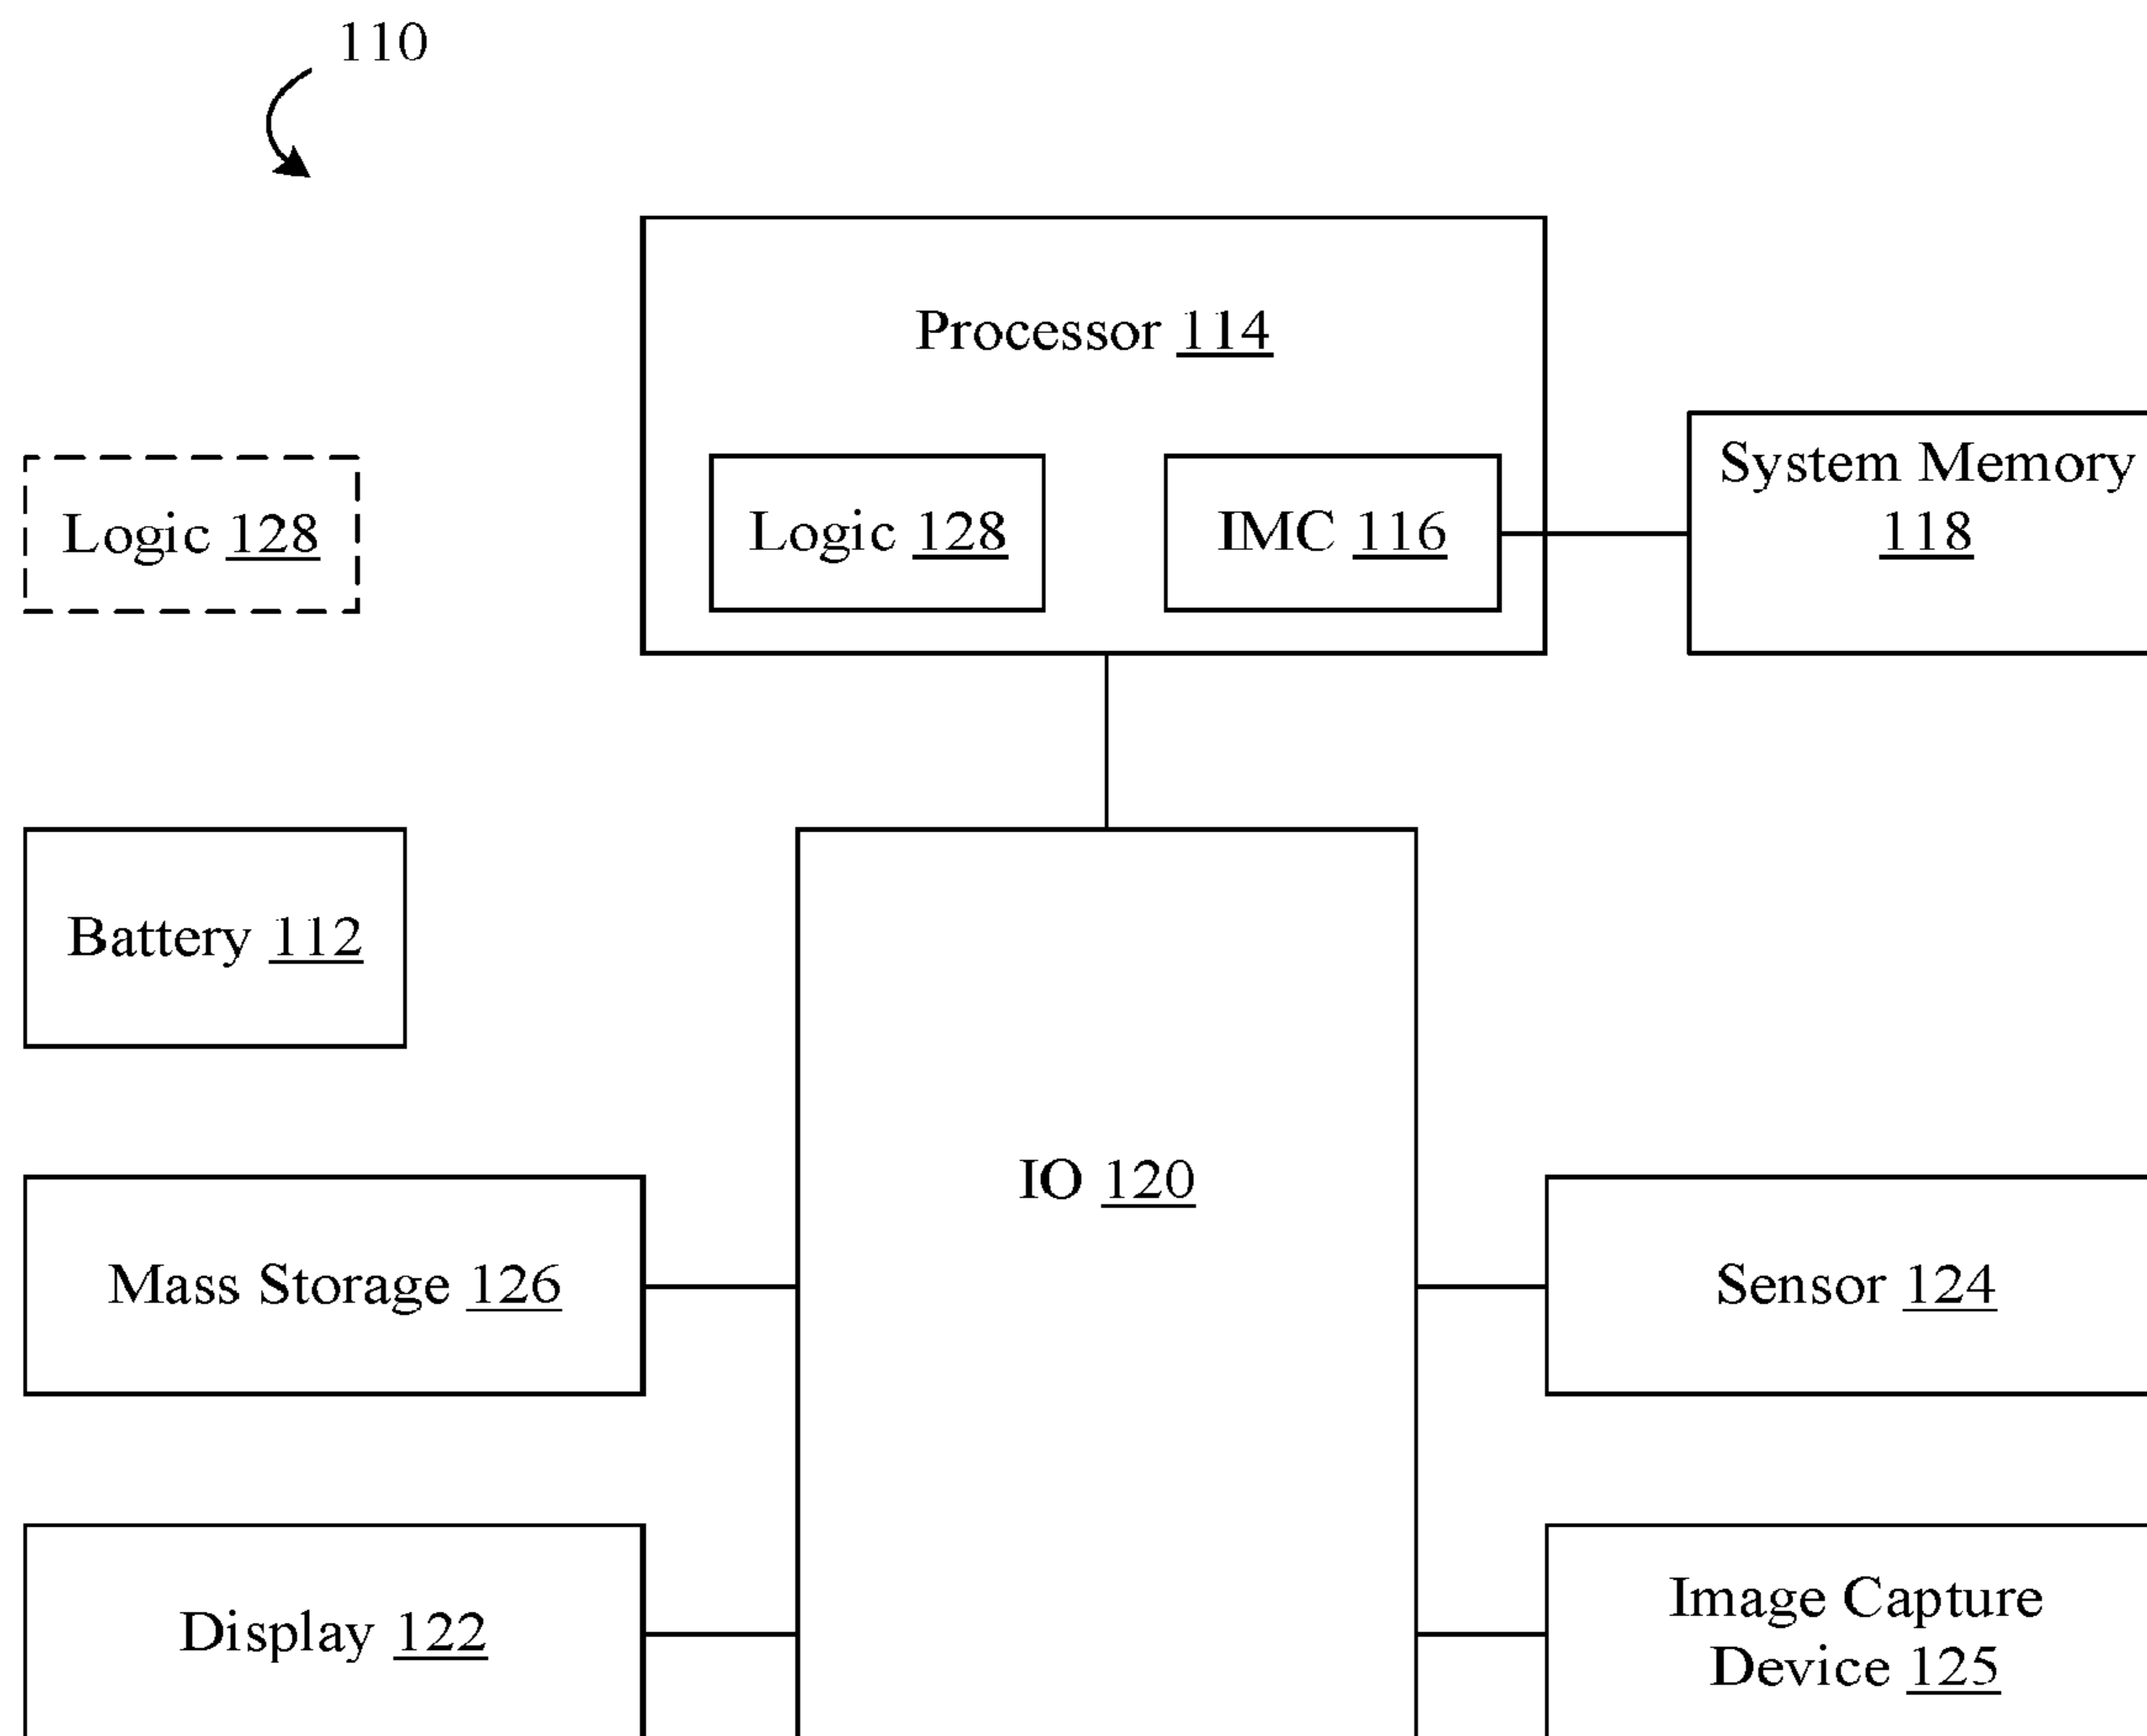 110
Processor 114
System Memory
118
Logic 128
Logic 128
IMC 116
Battery 112
IO 120
Mass Storage 126
Sensor 124
Display 122
Image Capture
Device 125